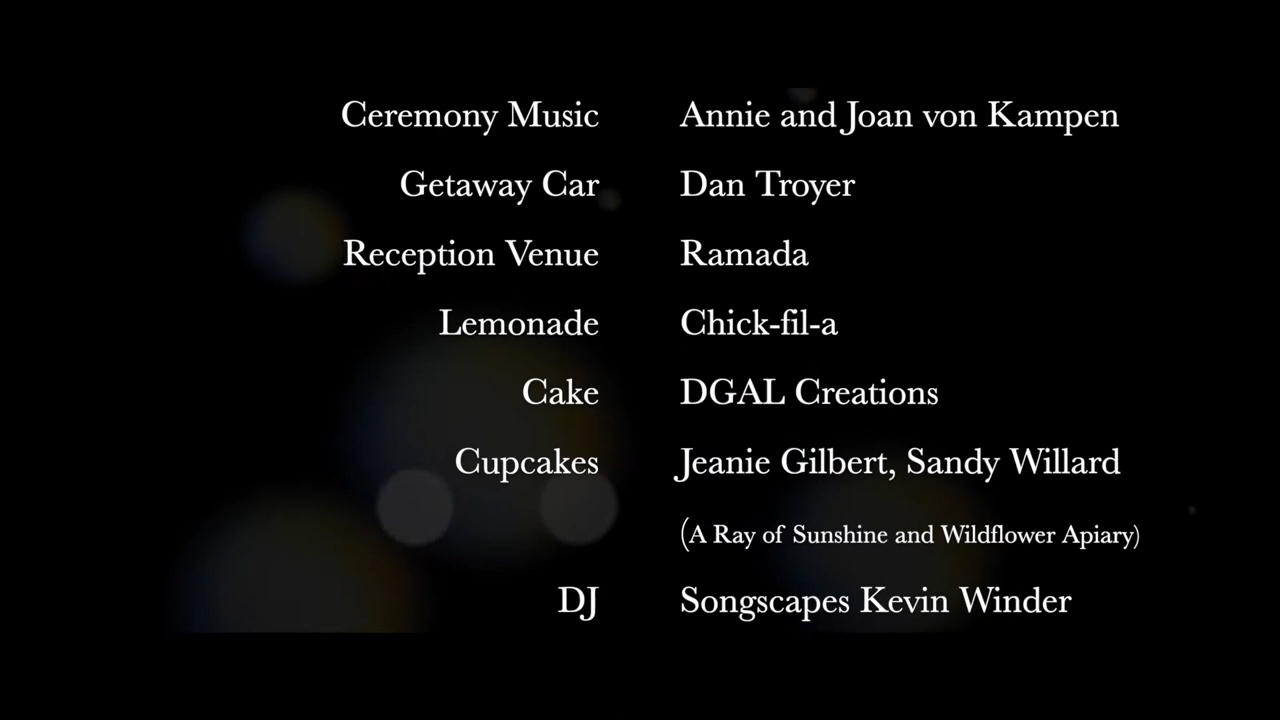 Ceremony Music Annie and Joan von Kampen
Getaway Car Dan Troyer
Reception Venue Ramada
Lemonade Chick-fil-a
Cake DGAL Creations
Cupcakes Jeanie Gilbert, Sandy Willard
(A Ray of Sunshine and Wildflower Apiary)
DJ Songscapes Kevin Winder